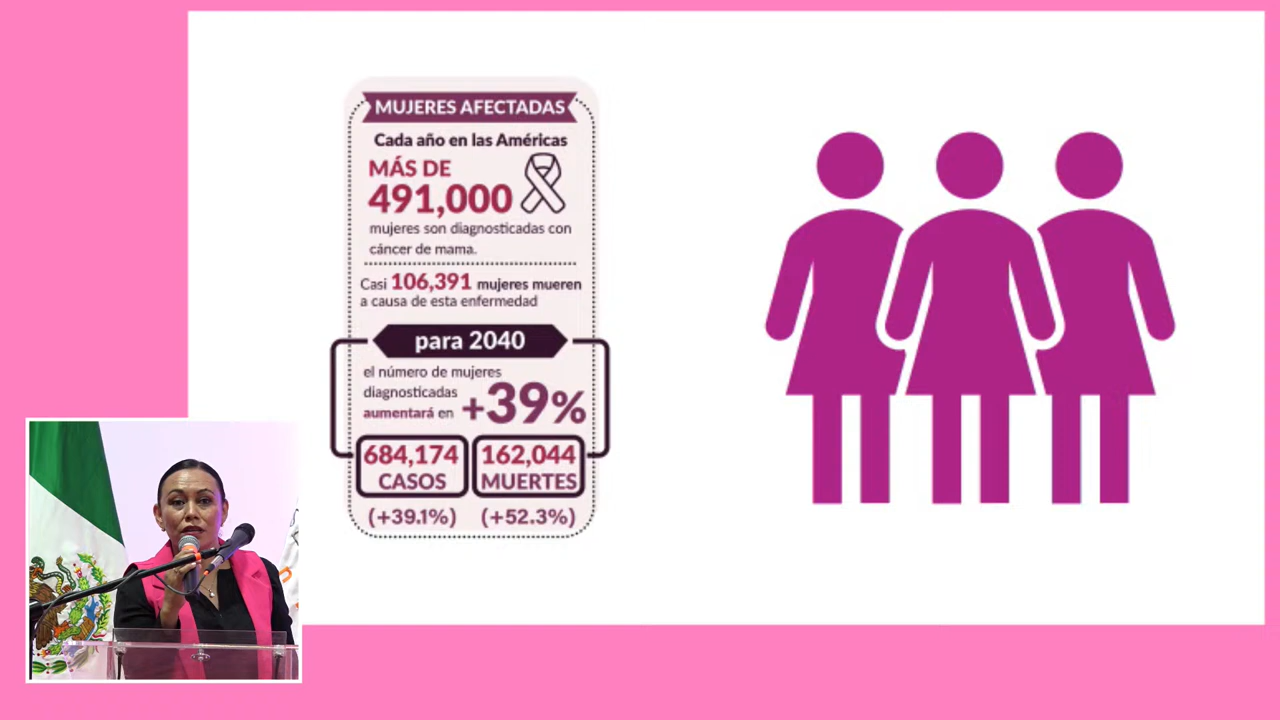 MUJERES AFECTADAS
Cada año en las Américas
MÁS DE
491,000
mujeres son diagnosticadas con
cáncer de mama.
Casi 106,391 mujeres mueren
a causa de esta enfermedad
para 2040
el número de mujeres
diagnosticadas
aumentará en +39%
684,174
CASOS
162,044
MUERTES
(+39.1%) (+52.3%)